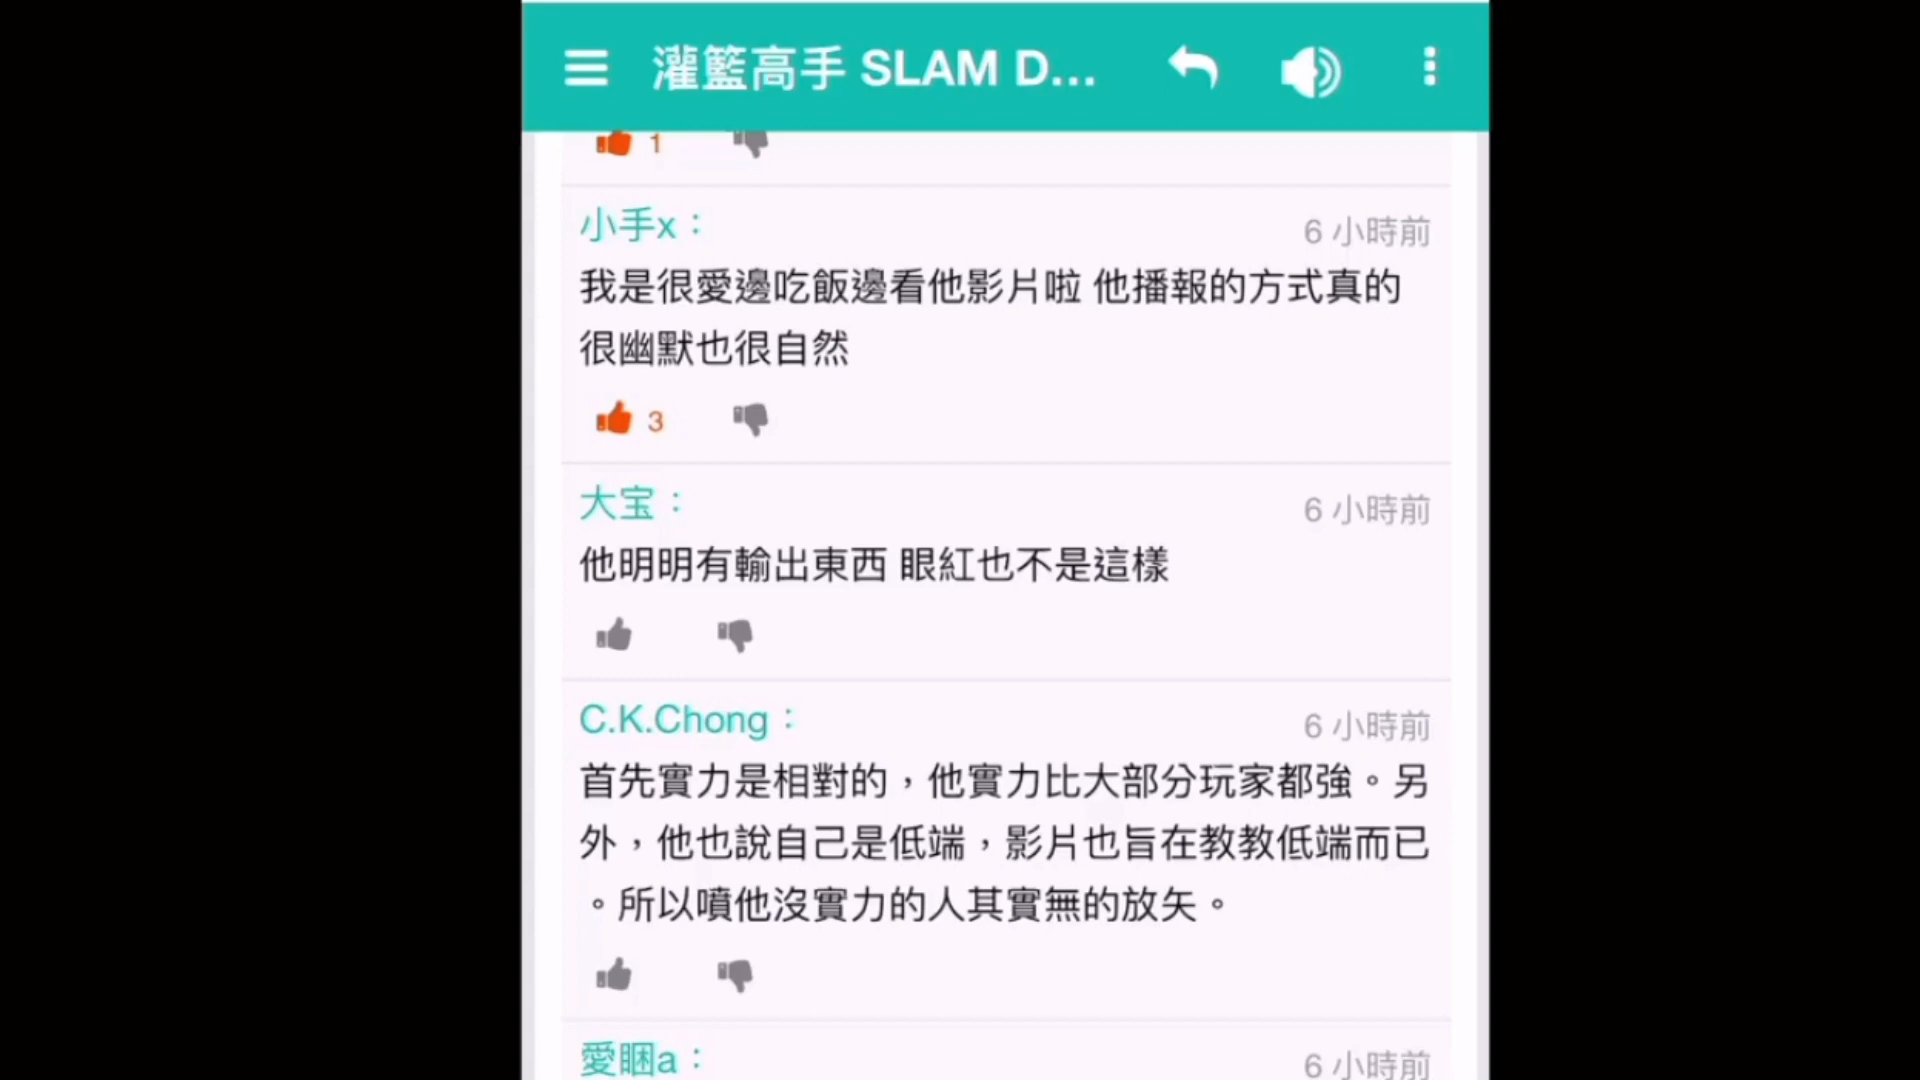 灌籃高手 SLAM D...
1
小手x：
6 小時前
我是很愛邊吃飯邊看他影片啦 他播報的方式真的
很幽默也很自然
3
大宝：
6 小時前
他明明有輸出東西 眼紅也不是這樣
C.K.Chong：
6 小時前
首先實力是相對的，他實力比大部分玩家都強。另
外，他也說自己是低端，影片也旨在教教低端而已
。所以噴他沒實力的人其實無的放矢。
愛睏a：
6 小時前